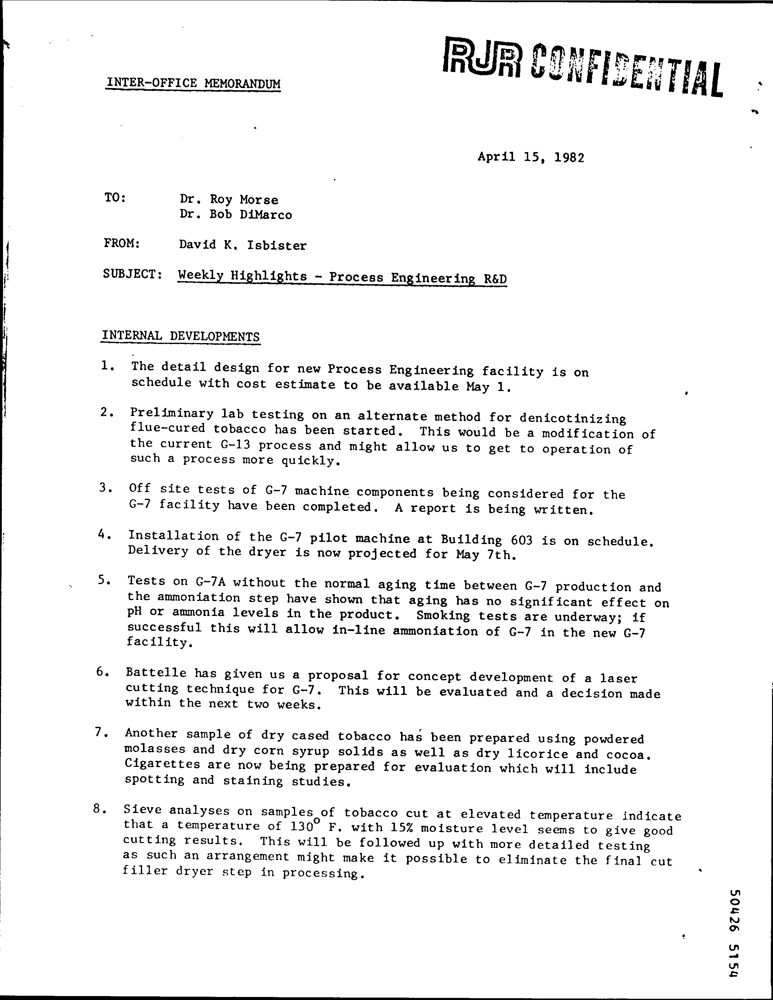 RJR CONFIDENTIAL
INTER-OFFICE MEMORANDUM
April 15, 1982
TO: Dr. Roy Morse
Dr. Bob DiMarco
FROM: David K. Isbister
SUBJECT: Weekly Highlights - Process Engineering R&D
INTERNAL DEVELOPMENTS
1. The detail design for new Process Engineering facility is on
schedule with cost estimate to be available May 1.
2. Preliminary lab testing on an alternate method for denicotinizing
flue-cured tobacco has been started. This would be a modification of
the current G-13 process and might allow us to get to operation of
such a process more quickly.
3. Off site tests of G-7 machine components being considered for the
G-7 facility have been completed. A report is being written.
4. Installation of the G-7 pilot machine at Building 603 is on schedule.
Delivery of the dryer is now projected for May 7th.
5. Tests on G-7A without the normal aging time between G-7 production and
the ammoniation step have shown that aging has no significant effect on
pH or ammonia levels in the product. Smoking tests are underway; if
successful this will allow in-line ammoniation of G-7 in the new G-7
facility.
6. Battelle has given us a proposal for concept development of a laser
cutting technique for G-7. This will be evaluated and a decision made
within the next two weeks.
7. Another sample of dry cased tobacco has been prepared using powdered
molasses and dry corn syrup solids as well as dry licorice and cocoa.
Cigarettes are now being prepared for evaluation which will include
spotting and staining studies.
8. Sieve analyses on samples of tobacco cut at elevated temperature indicate
that a temperature of 130° F. with 15% moisture level seems to give good
cutting results. This will be followed up with more detailed testing
as such an arrangement might make it possible to eliminate the final cut
filler dryer step in processing.
50426 5154